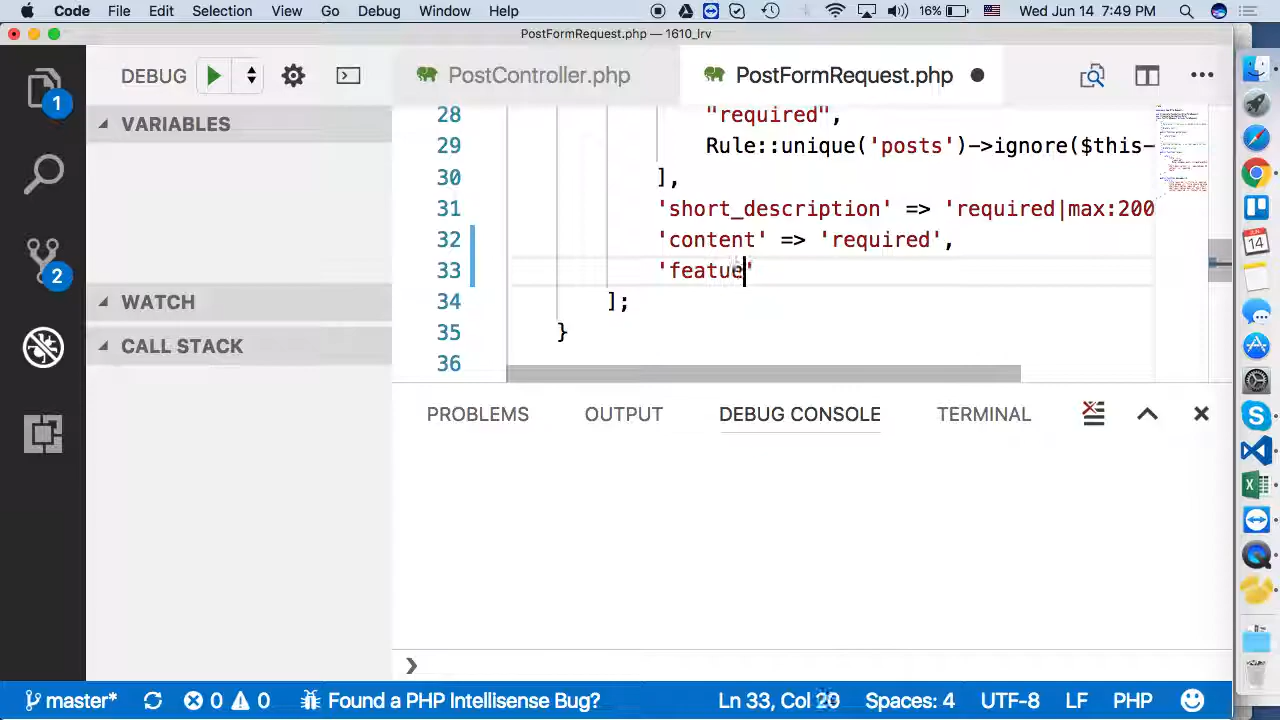 Code File Edit Selection View Go Debug Window Help 16% Wed Jun 14 7:49 PM
PostFormRequest.php — 1610_lrv
1
DEBUG
PostController.php
PostFormRequest.php
VARIABLES
28 "required",
29 Rule::unique('posts')->ignore($this-
30 ],
31 'short_description' => 'required|max:200
32 'content' => 'required',
33 'featue'
34 ];
35 }
36
2
WATCH
CALL STACK
PROBLEMS OUTPUT DEBUG CONSOLE TERMINAL
master* 0 0 Found a PHP Intellisense Bug? Ln 33, Col 20 Spaces: 4 UTF-8 LF PHP
14